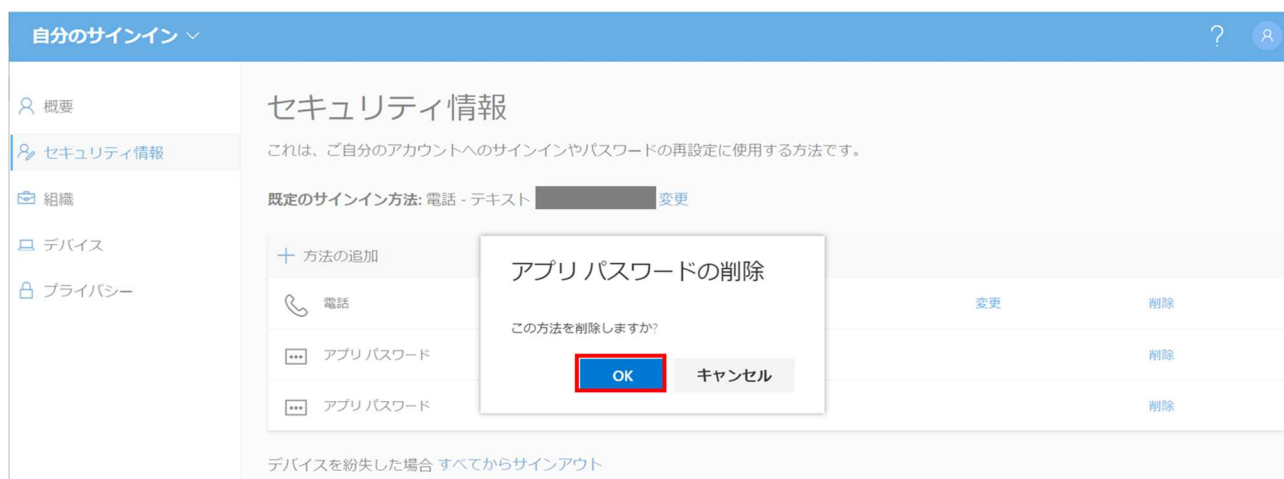 自分のサインイン
?
概要
セキュリティ情報
組織
デバイス
プライバシー
セキュリティ情報
これは、ご自分のアカウントへのサインインやパスワードの再設定に使用する方法です。
既定のサインイン方法: 電話 - テキスト 変更
+ 方法の追加
電話 変更 削除
アプリ パスワード 削除
アプリ パスワード 削除
デバイスを紛失した場合 すべてからサインアウト
アプリ パスワードの削除
この方法を削除しますか?
OK キャンセル